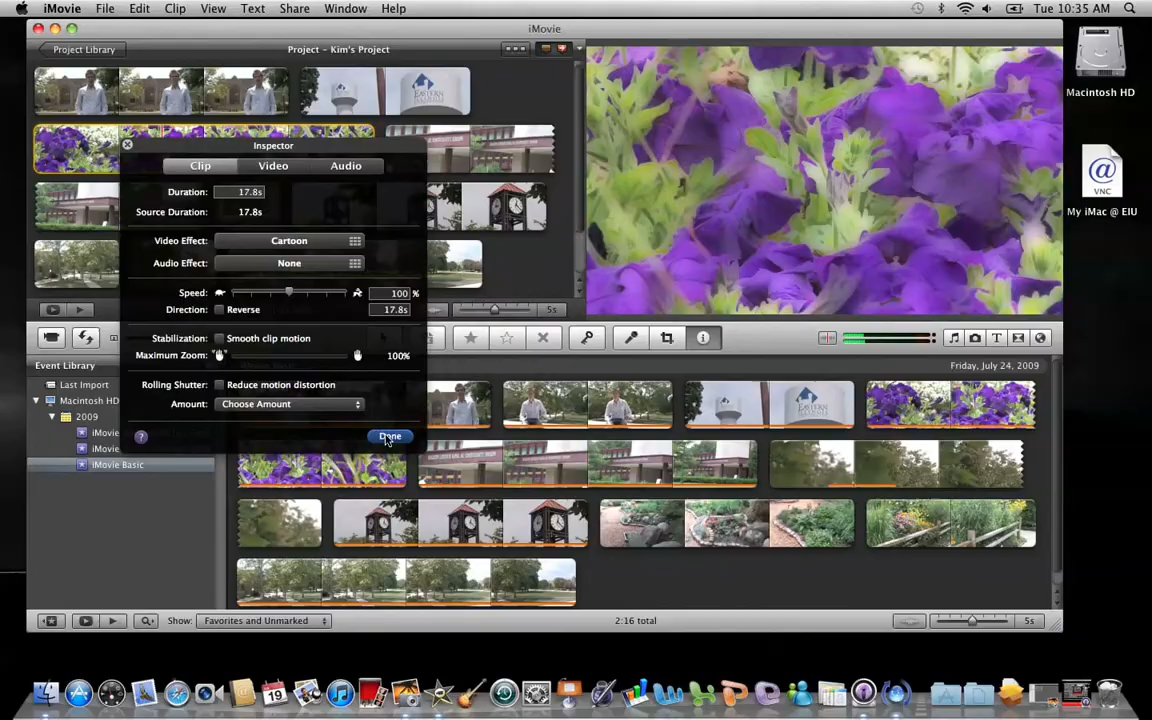 iMovie File Edit Clip View Text Share Window Help Tue 10:35 AM
iMovie
Project Library Project - Kim's Project
Macintosh HD
EASTERN
Inspector
Clip Video Audio
Duration: 17.8s
Source Duration: 17.8s
Video Effect: Cartoon
Audio Effect: None
Speed: 100 %
Direction: Reverse 17.8s
Stabilization: Smooth clip motion
Maximum Zoom: 100%
Rolling Shutter: Reduce motion distortion
Amount: Choose Amount
? Done
@
VNC
My iMac @ EIU
5s
Event Library
Friday, July 24, 2009
Last Import
Macintosh HD
2009
iMovie
iMovie
iMovie Basic
Show: Favorites and Unmarked 2:16 total 5s
19